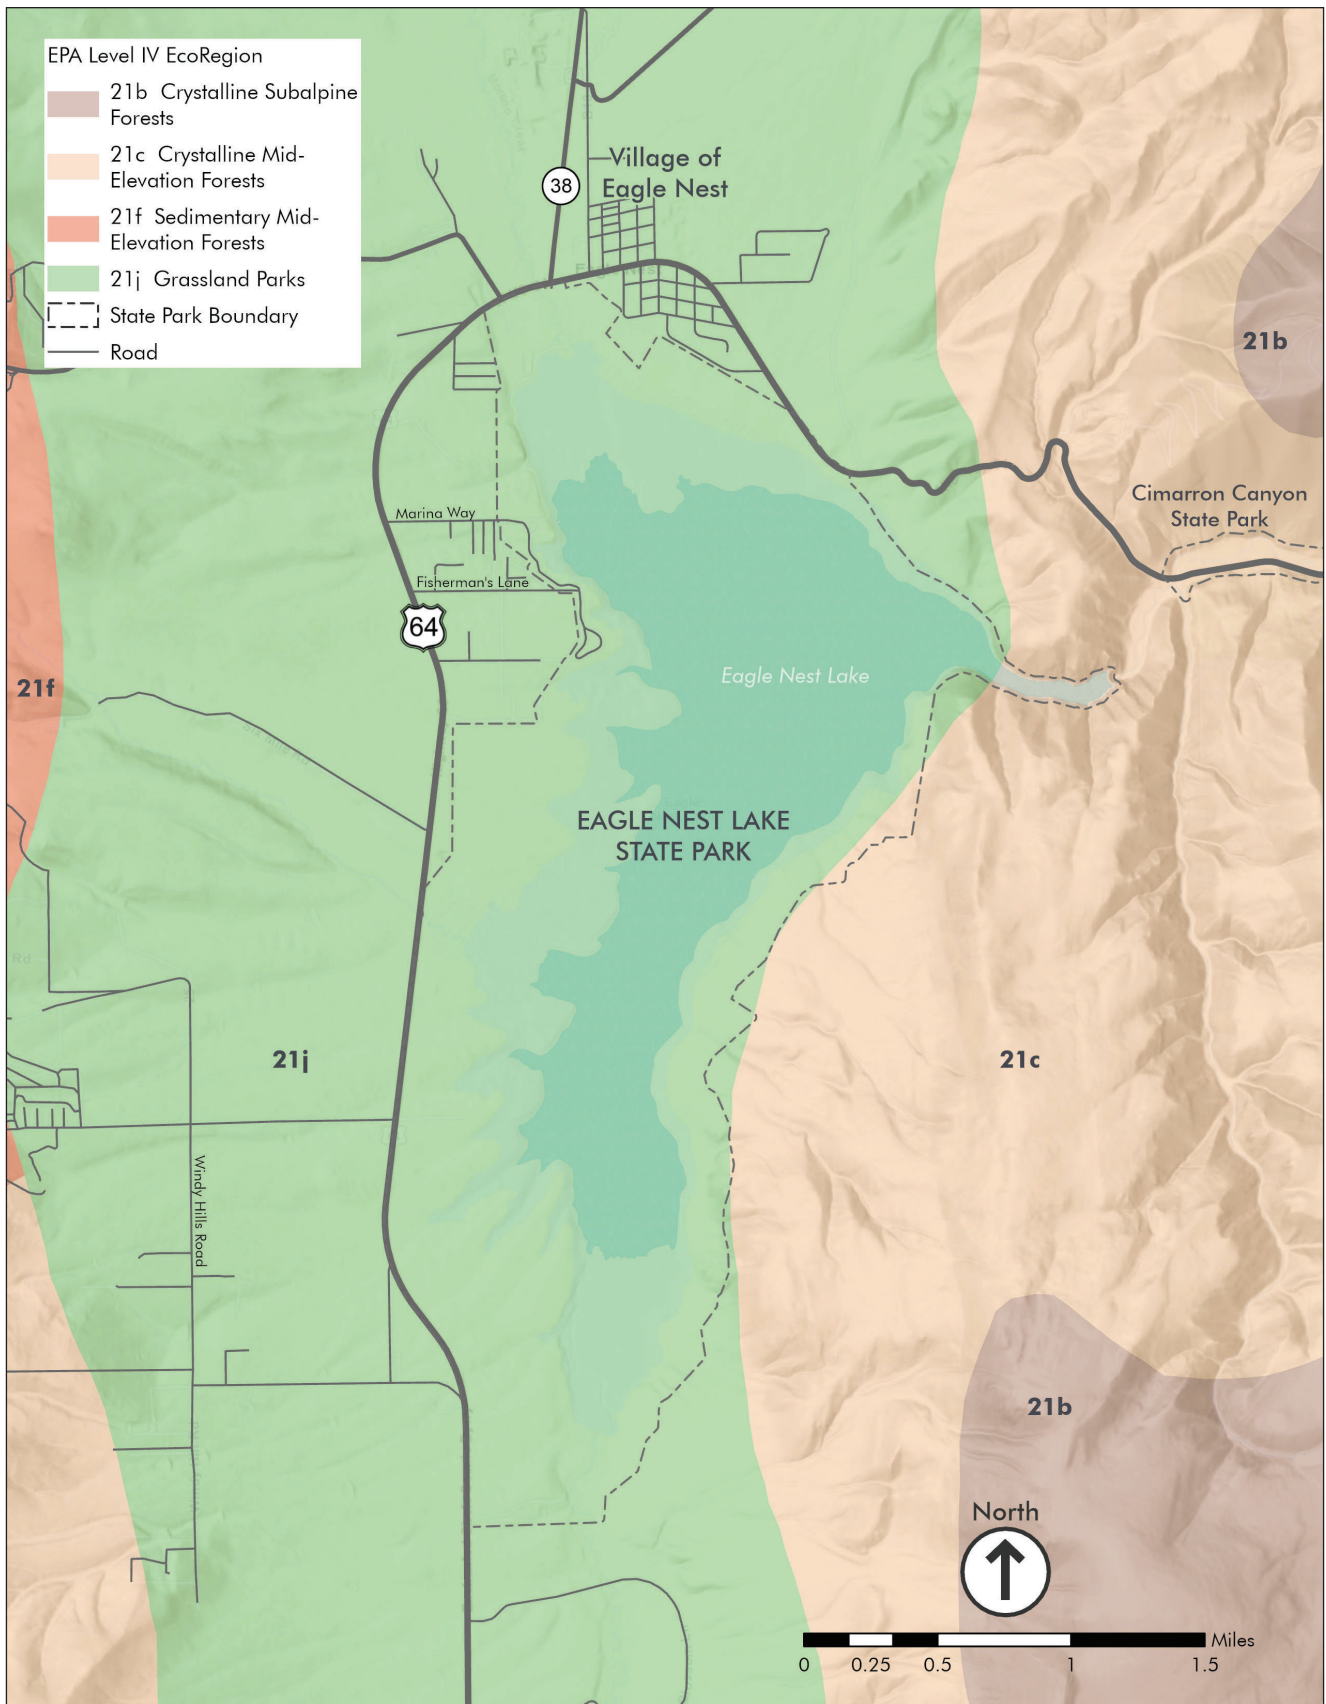 EPA Level IV EcoRegion
21b Crystalline Subalpine
Forests
21c Crystalline Mid-
Elevation Forests
21f Sedimentary Mid-
Elevation Forests
21j Grassland Parks
State Park Boundary
Road
38
Village of
Eagle Nest
Eagle Nest
21b
Cimarron Canyon
State Park
Marina Way
Fisherman's Lane
64
Eagle Nest Lake
21f
EAGLE NEST LAKE
STATE PARK
Rd
21j
21c
Windy Hills Road
21b
North
Miles
0 0.25 0.5 1 1.5